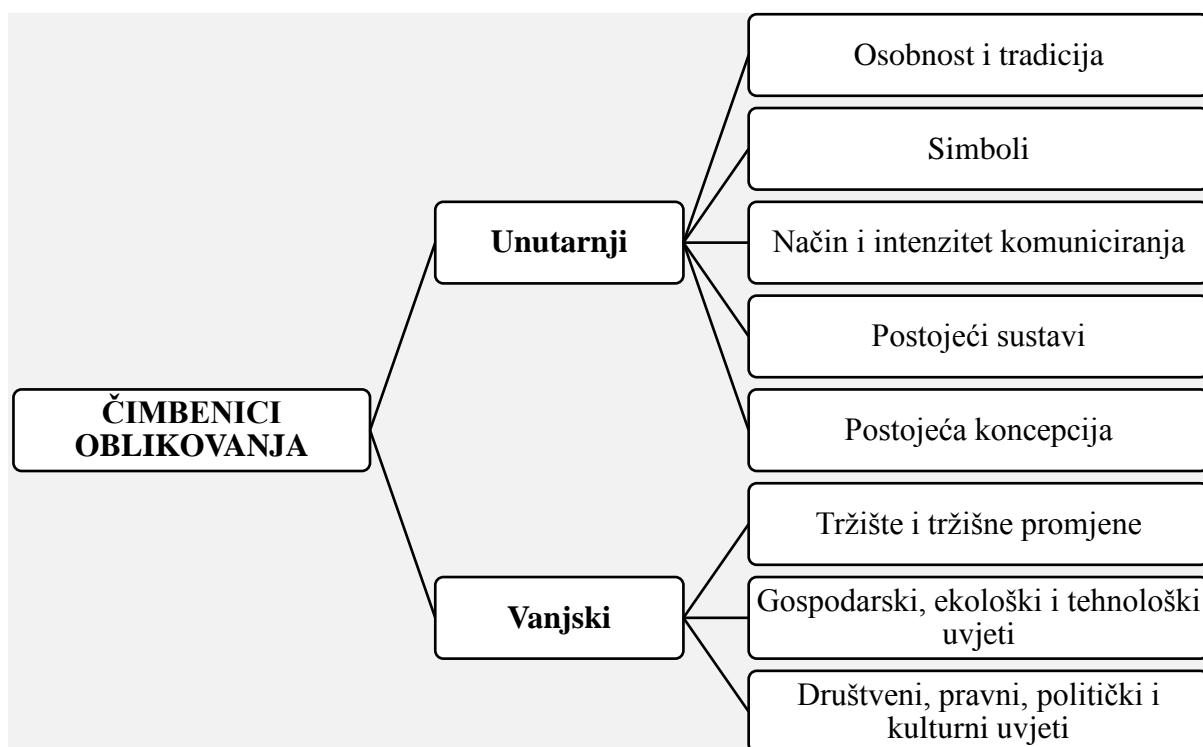 ČIMBENICI
OBLIKOVANJA
Unutarnji
Osobnost i tradicija
Simboli
Način i intenzitet komuniciranja
Postojeći sustavi
Postojeća koncepcija
Vanjski
Tržište i tržišne promjene
Gospodarski, ekološki i tehnološki
uvjeti
Društveni, pravni, politički i
kulturni uvjeti